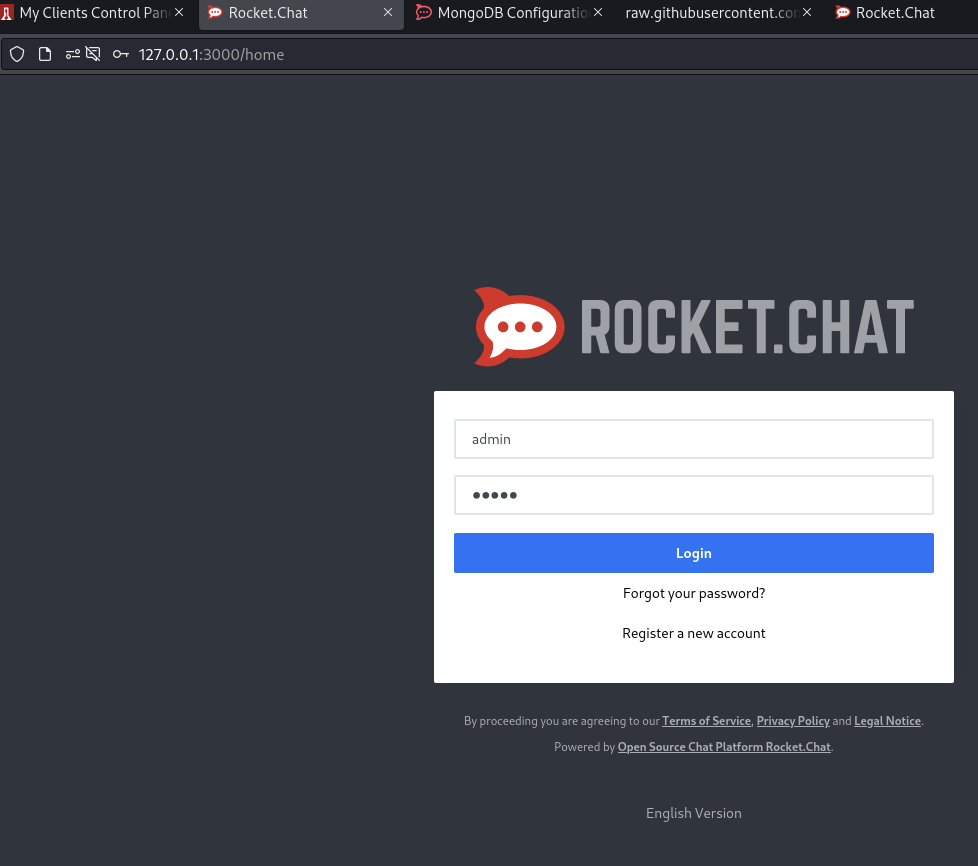 My Clients Control Pan
Rocket.Chat
MongoDB Configuratio
raw.githubusercontent.con
Rocket.Chat
127.0.0.1:3000/home
ROCKET.CHAT
admin
•••••
Login
Forgot your password?
Register a new account
By proceeding you are agreeing to our Terms of Service, Privacy Policy and Legal Notice.
Powered by Open Source Chat Platform Rocket.Chat.
English Version